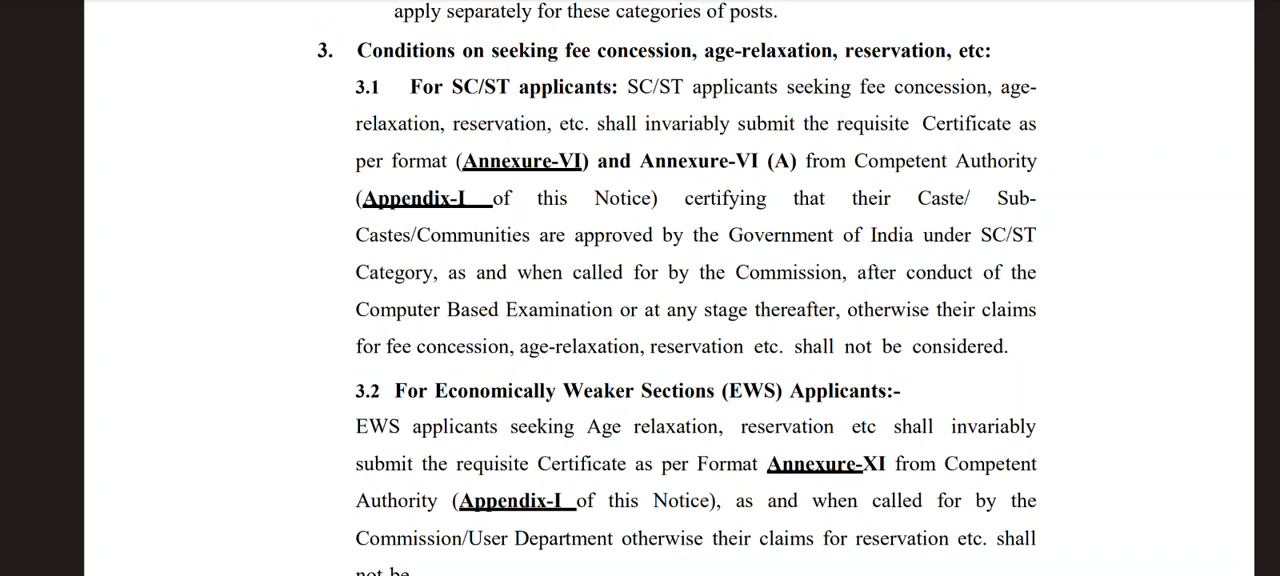 apply separately for these categories of posts.
3. Conditions on seeking fee concession, age-relaxation, reservation, etc:
3.1 For SC/ST applicants: SC/ST applicants seeking fee concession, age-
relaxation, reservation, etc. shall invariably submit the requisite Certificate as
per format (Annexure-VI) and Annexure-VI (A) from Competent Authority
(Appendix-I of this Notice) certifying that their Caste/ Sub-
Castes/Communities are approved by the Government of India under SC/ST
Category, as and when called for by the Commission, after conduct of the
Computer Based Examination or at any stage thereafter, otherwise their claims
for fee concession, age-relaxation, reservation etc. shall not be considered.
3.2 For Economically Weaker Sections (EWS) Applicants:-
EWS applicants seeking Age relaxation, reservation etc shall invariably
submit the requisite Certificate as per Format Annexure-XI from Competent
Authority (Appendix-I of this Notice), as and when called for by the
Commission/User Department otherwise their claims for reservation etc. shall
not be